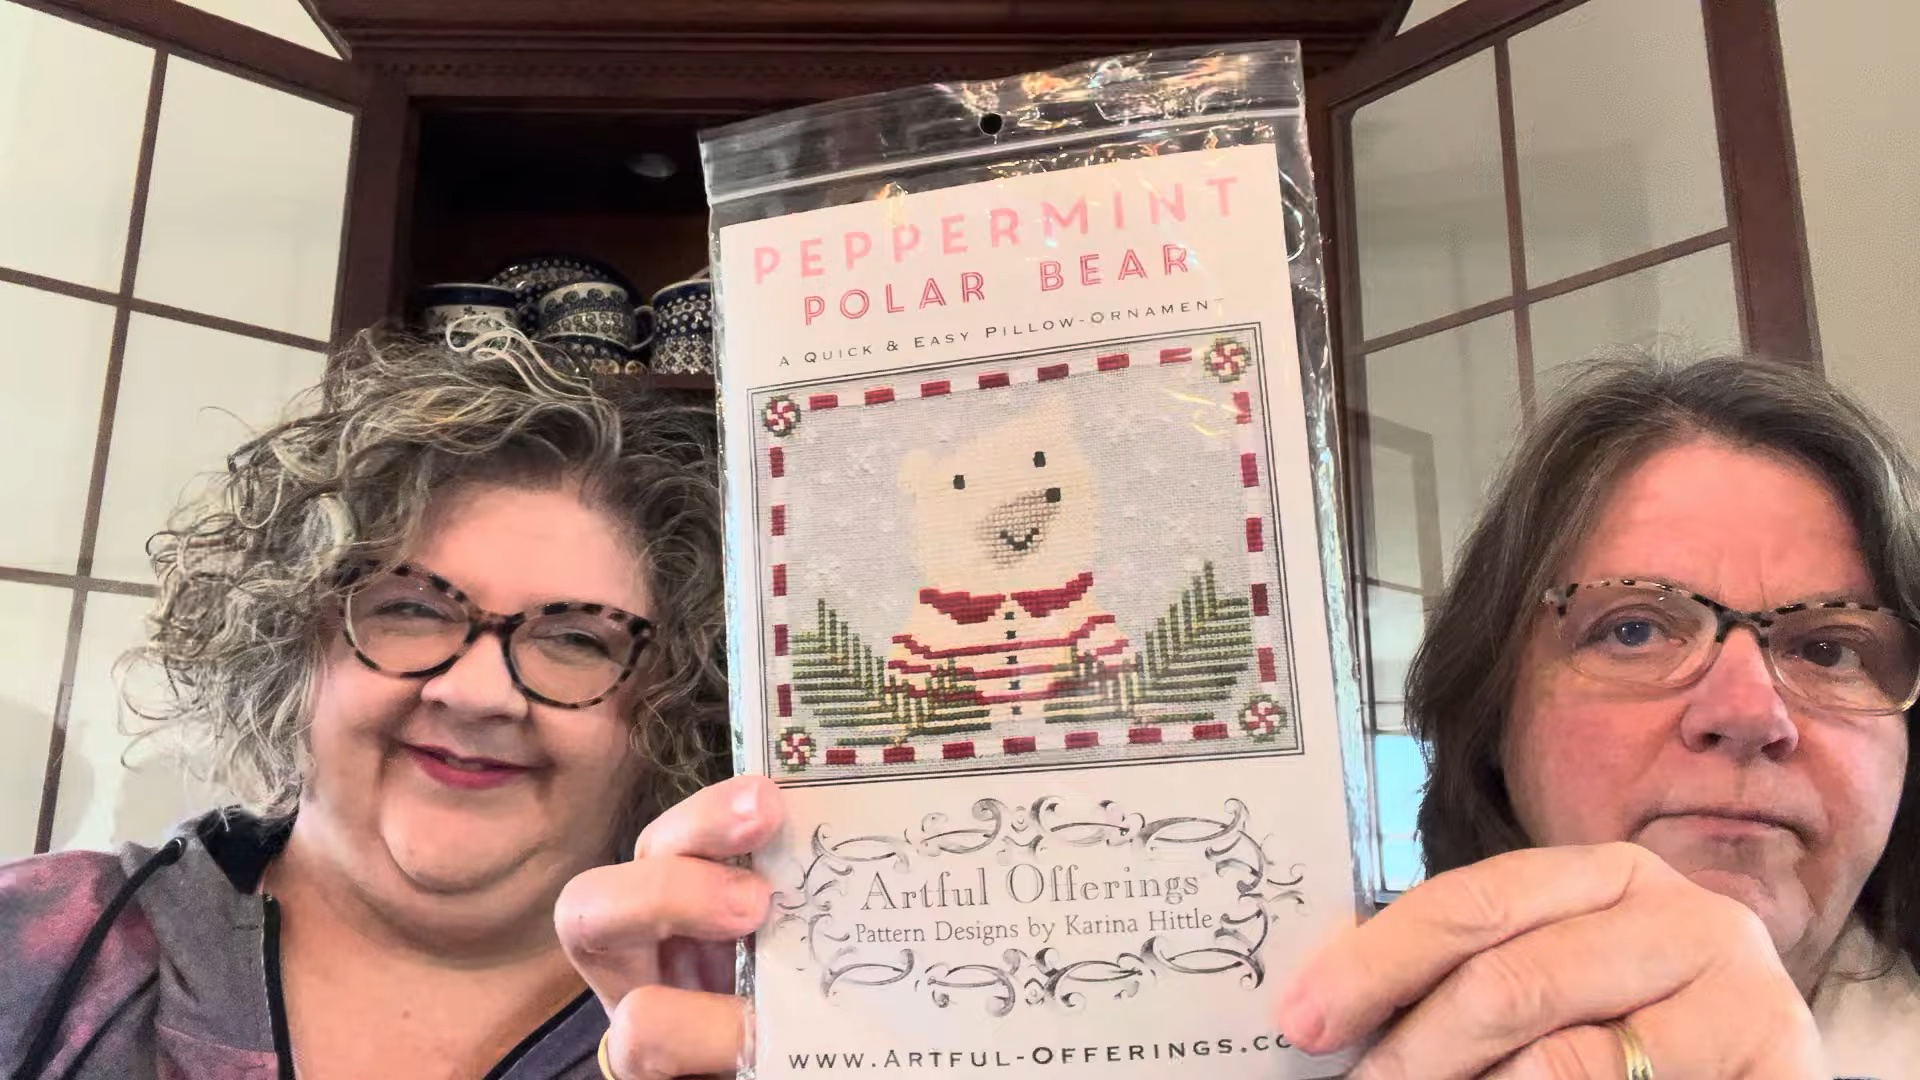 PEPPERMINT
POLAR BEAR
A QUICK & EASY PILLOW-ORNAMENT
Artful Offerings
Pattern Designs by Karina Hittle
WWW.ARTFUL-OFFERINGS.CO